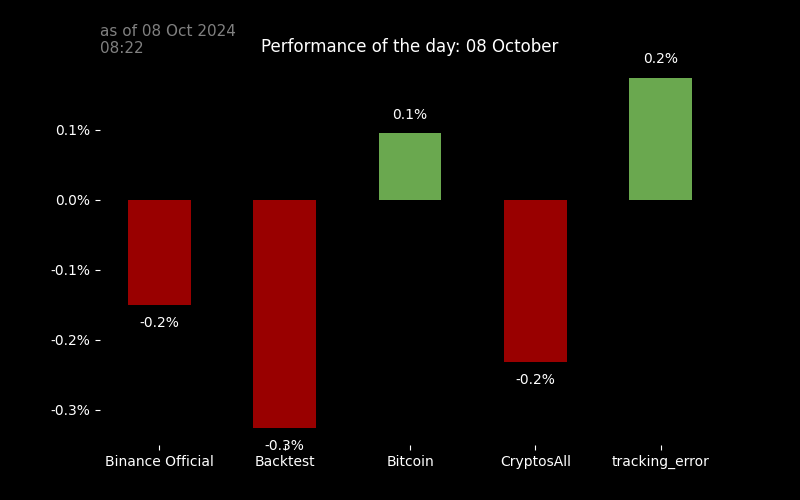 as of 08 Oct 2024
08:22
Performance of the day: 08 October
0.2%
0.1%
0.1%
0.0%
-0.1%
-0.2%
-0.3%
-0.2%
-0.2%
-0.3%
Binance Official
Backtest
Bitcoin
CryptosAll
tracking_error